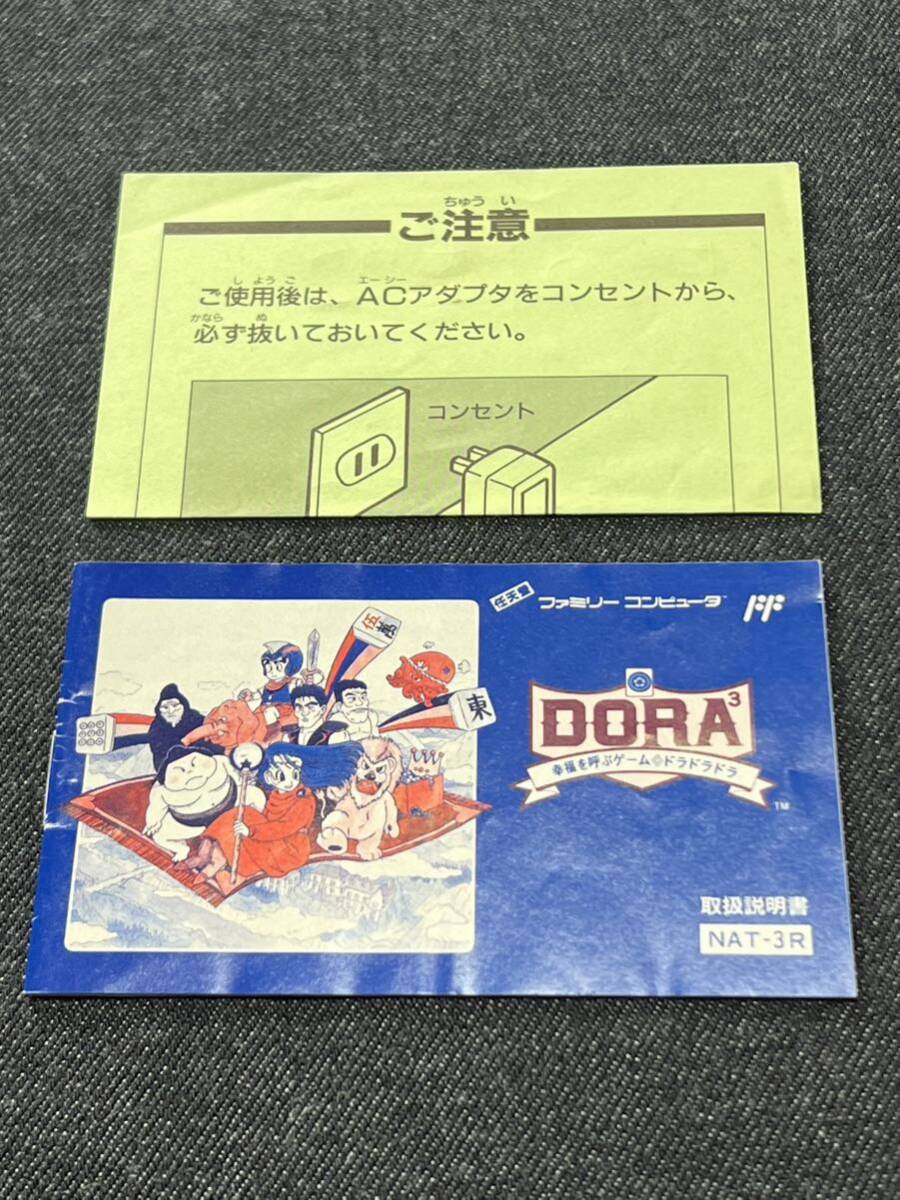 ちゅう い
ご注意
し よう ご エーシー
ご使用後は、ACアダプタをコンセントから、
かなら ぬ
必ず抜いておいてください。
コンセント
任天堂 ファミリー コンピュータ™
伍萬
東
DORA3
幸福を呼ぶゲーム◎ドラドラドラ
TM
取扱説明書
NAT-3R